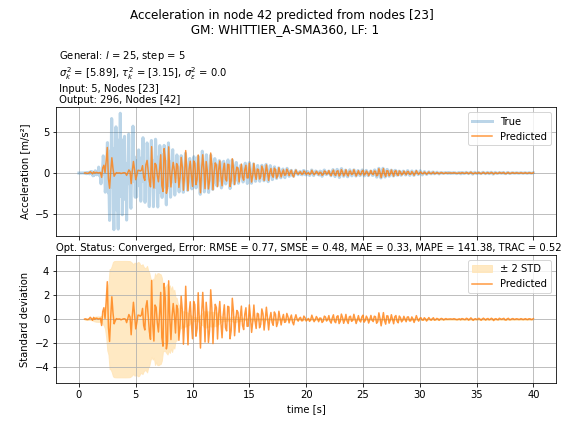 Acceleration in node 42 predicted from nodes [23]
GM: WHITTIER_A-SMA360, LF: 1
General: l = 25, step = 5
σ²ₖ = [5.89], τ²ₖ = [3.15], σ²ε = 0.0
Input: 5, Nodes [23]
Output: 296, Nodes [42]
True
Predicted
Acceleration [m/s²]
5
0
−5
Opt. Status: Converged, Error: RMSE = 0.77, SMSE = 0.48, MAE = 0.33, MAPE = 141.38, TRAC = 0.52
± 2 STD
Predicted
Standard deviation
4
2
0
−2
−4
0 5 10 15 20 25 30 35 40
time [s]